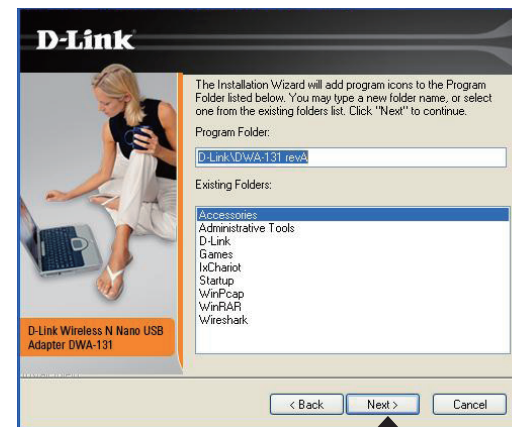 D-Link
The Installation Wizard will add program icons to the Program
Folder listed below. You may type a new folder name, or select
one from the existing folders list. Click "Next" to continue.
Program Folder:
D-Link\DWA-131 revA
Existing Folders:
Accessories
Administrative Tools
D-Link
Games
IxChariot
Startup
WinPcap
WinRAR
Wireshark
D-Link Wireless N Nano USB
Adapter DWA-131
< Back
Next >
Cancel